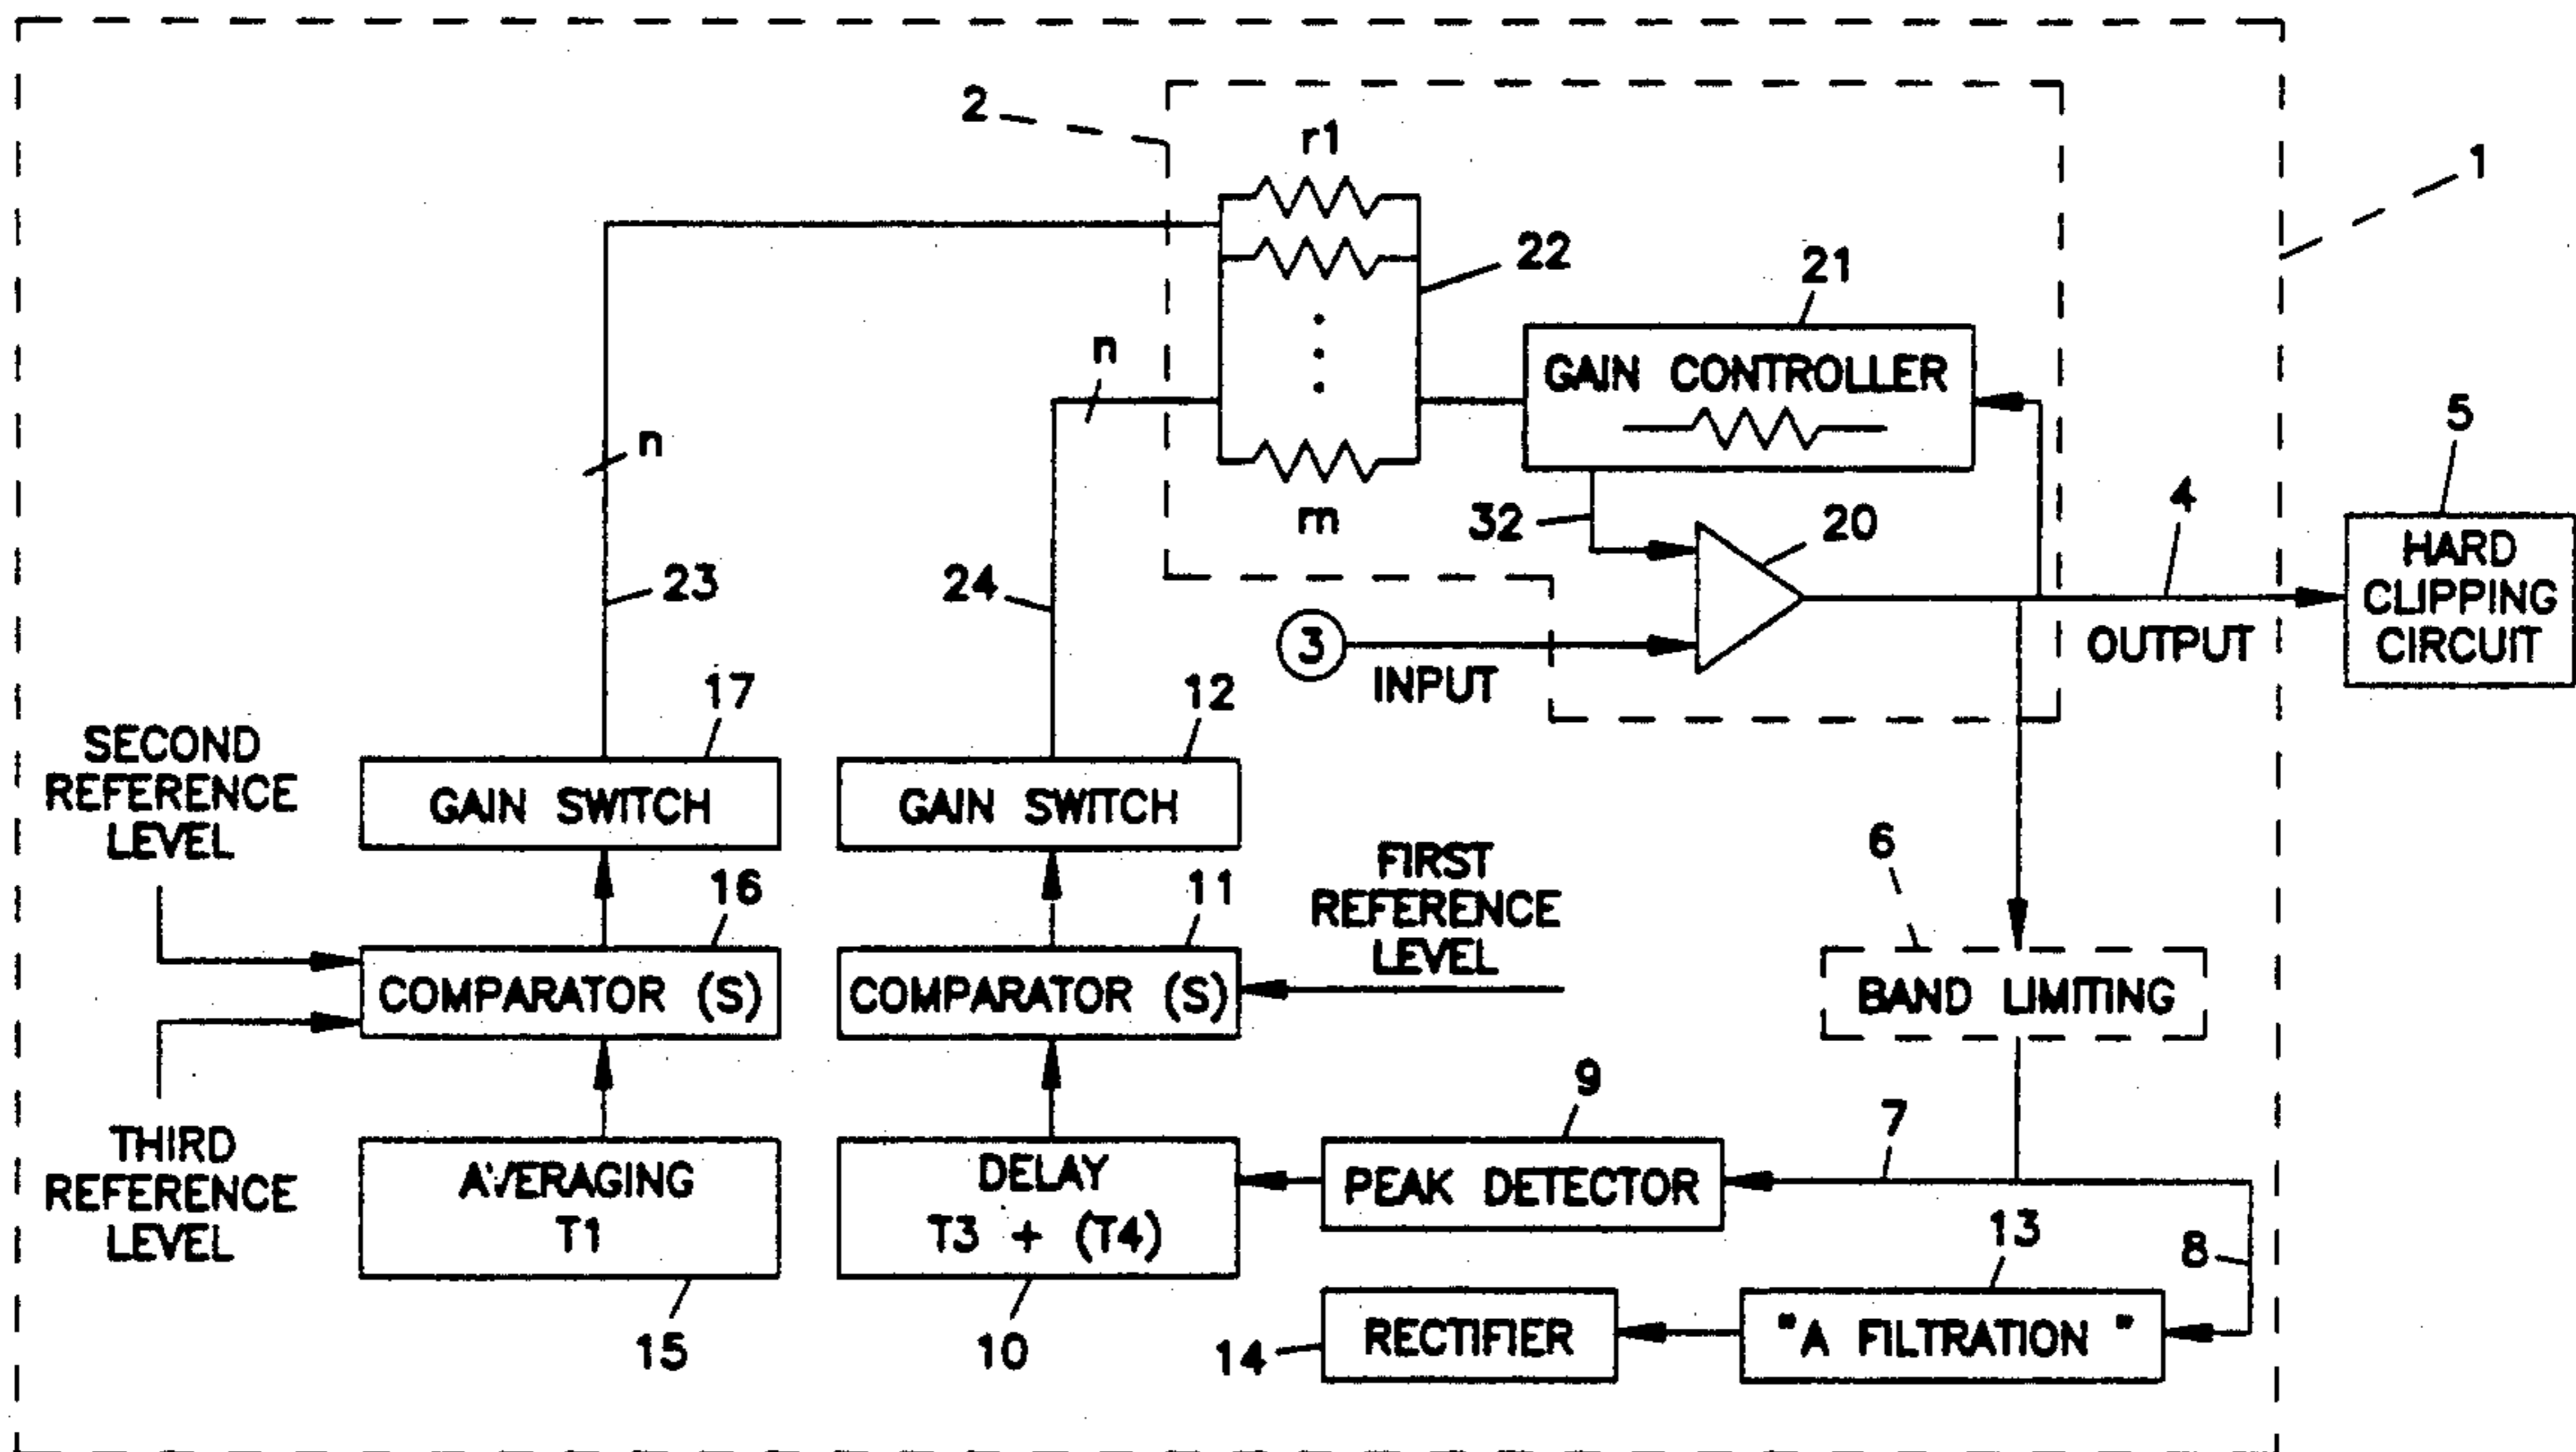 2
r1
1
22
21
n
GAIN CONTROLLER
n
5
m
32
20
4
HARD
CLIPPING
CIRCUIT
23
24
3
INPUT
OUTPUT
17
12
SECOND
REFERENCE
LEVEL
GAIN SWITCH
GAIN SWITCH
6
16
11
FIRST
REFERENCE
LEVEL
COMPARATOR (S)
COMPARATOR (S)
BAND LIMITING
9
7
THIRD
REFERENCE
LEVEL
AVERAGING
T1
DELAY
T3 + (T4)
PEAK DETECTOR
13
8
15
10
14
RECTIFIER
"A FILTRATION "